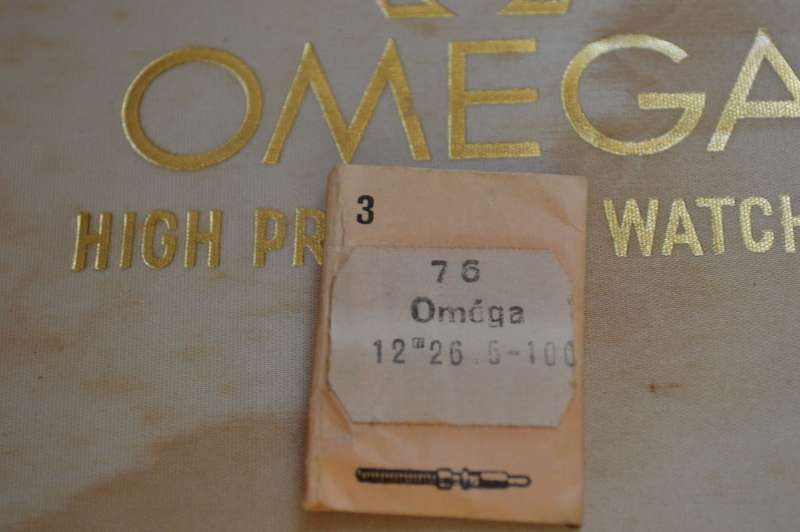 OMEGA
HIGH PR WATCH
3
76
Oméga
12''' 26.5-100